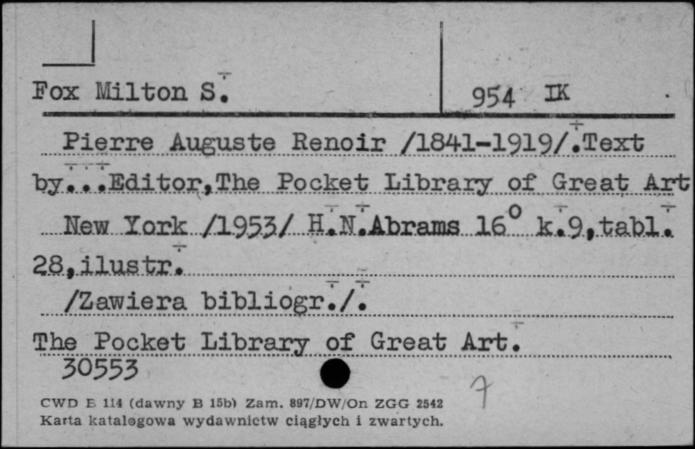 Fox Milton S.
954 IK
Pierre Auguste Renoir /1841-1919/.Text
by...Editor,The Pocket Library of Great Art
New York /1953/ H.N.Abrams 16° k.9,tabl.
28,ilustr.
/Zawiera bibliogr./.
The Pocket Library of Great Art.
30553
7
CWD E 114 (dawny B 15b) Zam. 897/DW/On ZGG 2542
Karta katalogowa wydawnictw ciągłych i zwartych.